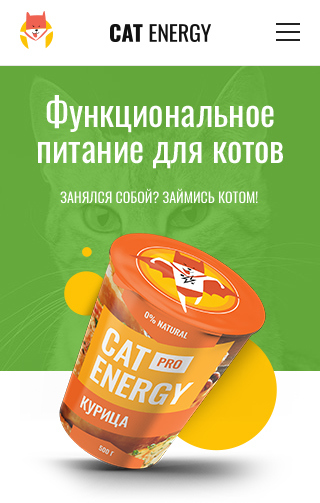 CAT ENERGY
Функциональное
питание для котов
ЗАНЯЛСЯ СОБОЙ? ЗАЙМИСЬ КОТОМ!
0% NATURAL
CAT PRO
ENERGY
КУРИЦА
500 Г